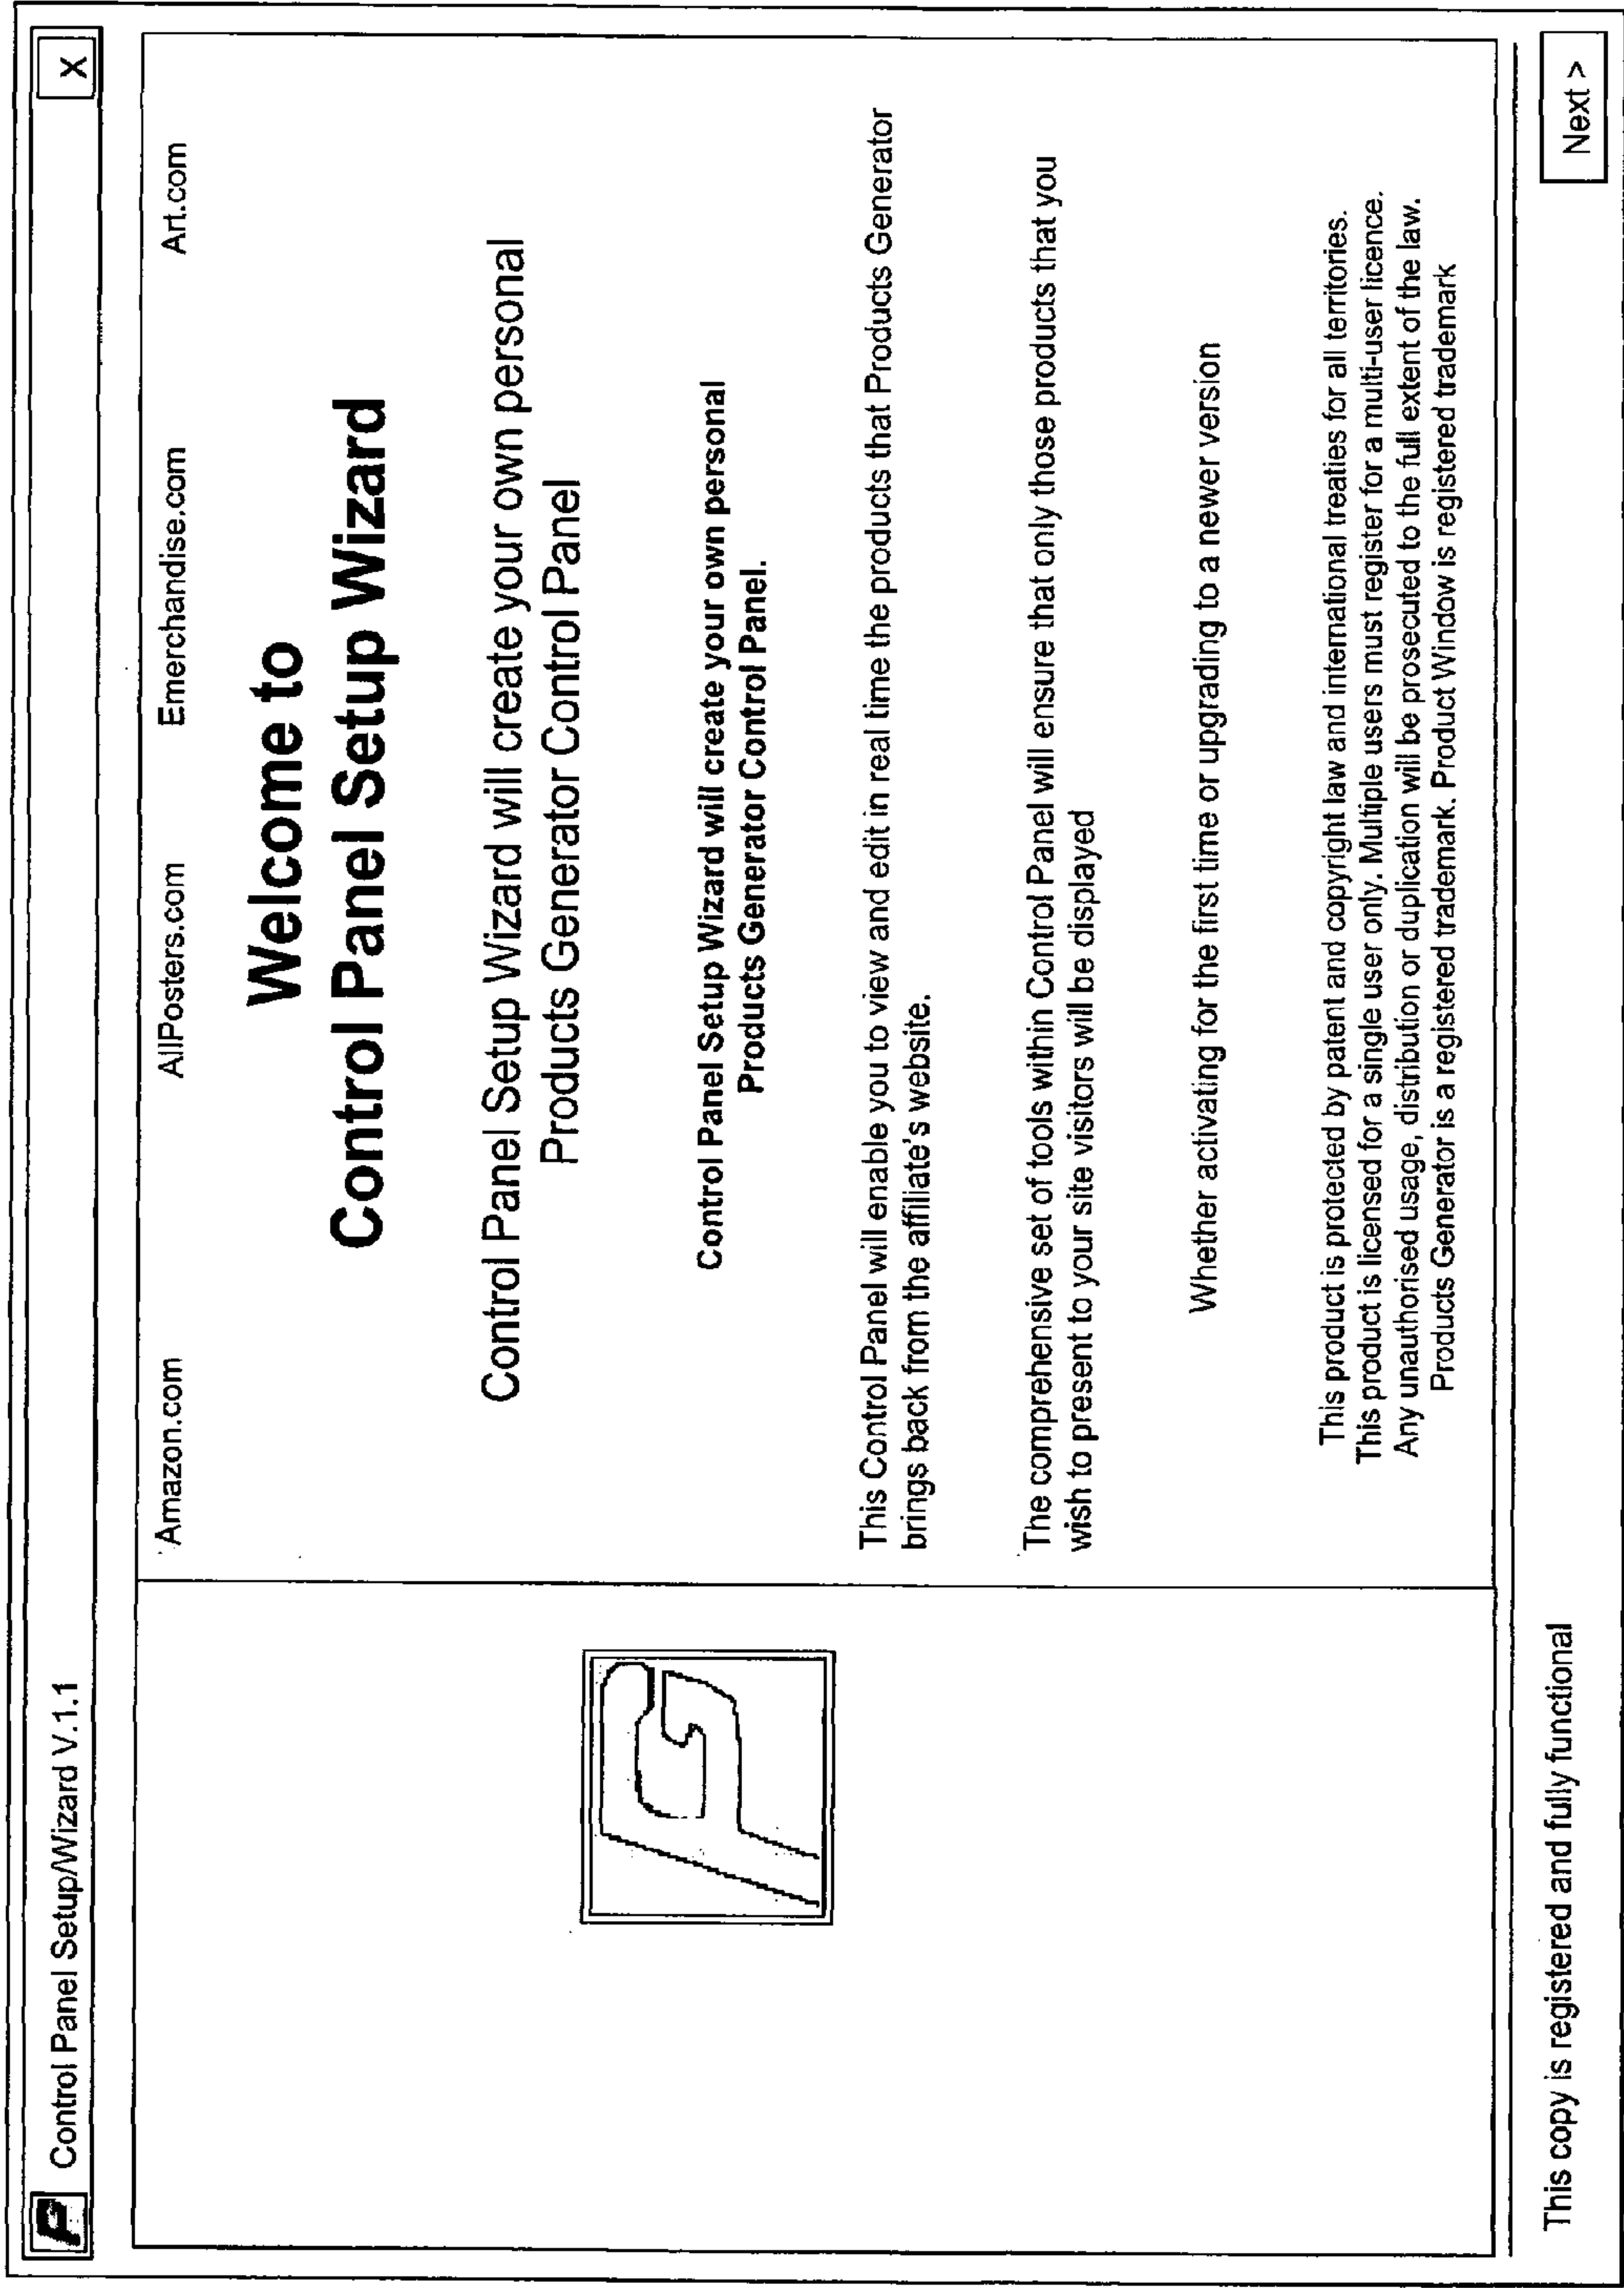 Control Panel Setup/Wizard V.1.1
X
Amazon.com AllPosters.com Emerchandise.com Art.com
Welcome to
Control Panel Setup Wizard
Control Panel Setup Wizard will create your own personal
Products Generator Control Panel
Control Panel Setup Wizard will create your own personal
Products Generator Control Panel.
This Control Panel will enable you to view and edit in real time the products that Products Generator
brings back from the affiliate's website.
The comprehensive set of tools within Control Panel will ensure that only those products that you
wish to present to your site visitors will be displayed
Whether activating for the first time or upgrading to a newer version
This product is protected by patent and copyright law and international treaties for all territories.
This product is licensed for a single user only. Multiple users must register for a multi-user licence.
Any unauthorised usage, distribution or duplication will be prosecuted to the full extent of the law.
Products Generator is a registered trademark. Product Window is registered trademark
This copy is registered and fully functional
Next >